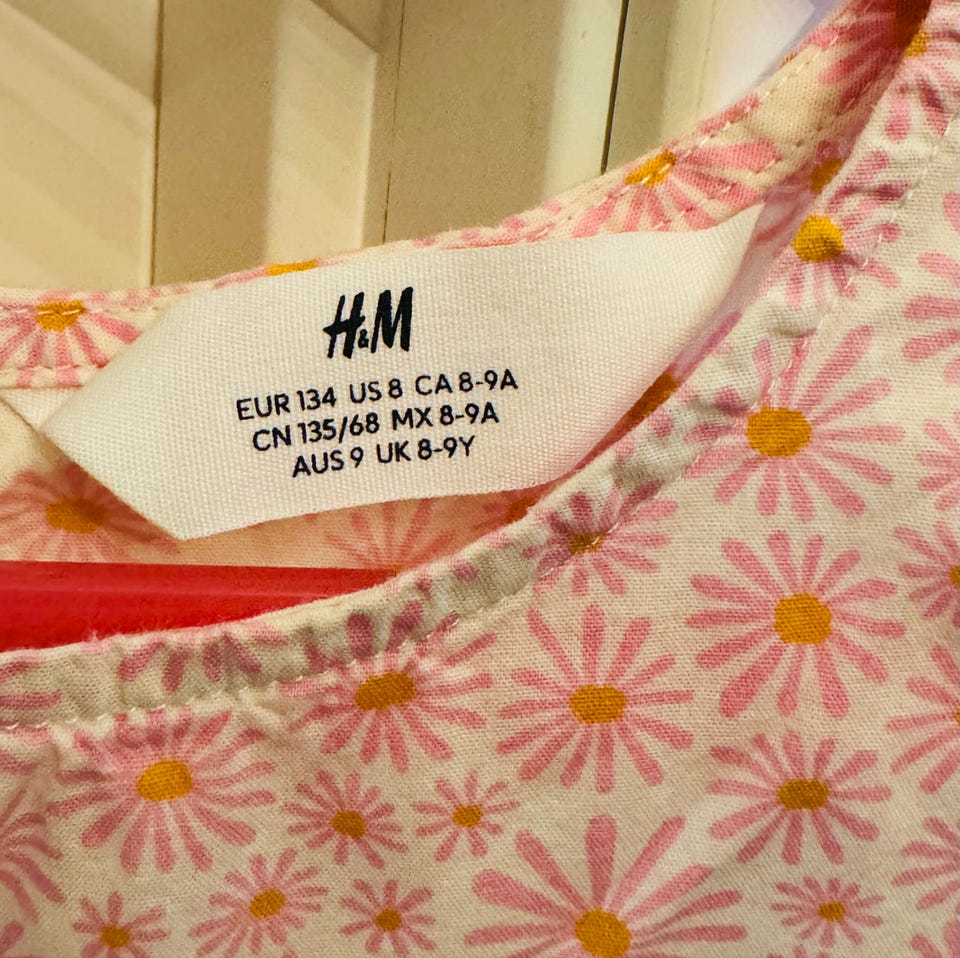 H&M
EUR 134 US 8 CA 8-9A
CN 135/68 MX 8-9A
AUS 9 UK 8-9Y